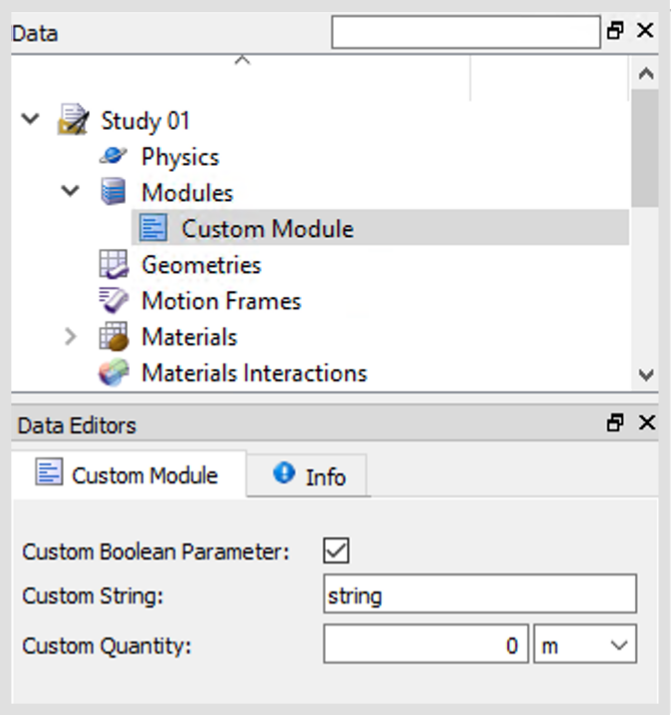 Data
Study 01
Physics
Modules
Custom Module
Geometries
Motion Frames
Materials
Materials Interactions
Data Editors
Custom Module Info
Custom Boolean Parameter:
Custom String: string
Custom Quantity: 0 m